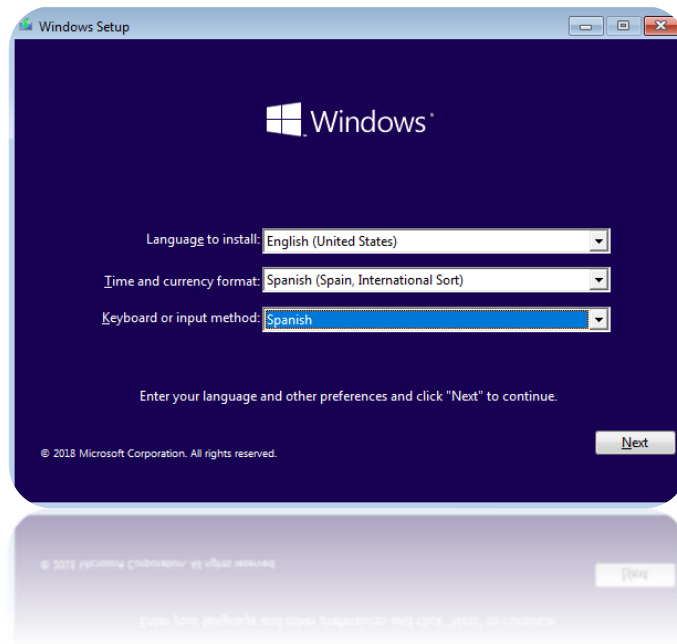 Windows Setup
Windows
Language to install: English (United States)
Time and currency format: Spanish (Spain, International Sort)
Keyboard or input method: Spanish
Enter your language and other preferences and click "Next" to continue.
Next
© 2018 Microsoft Corporation. All rights reserved.